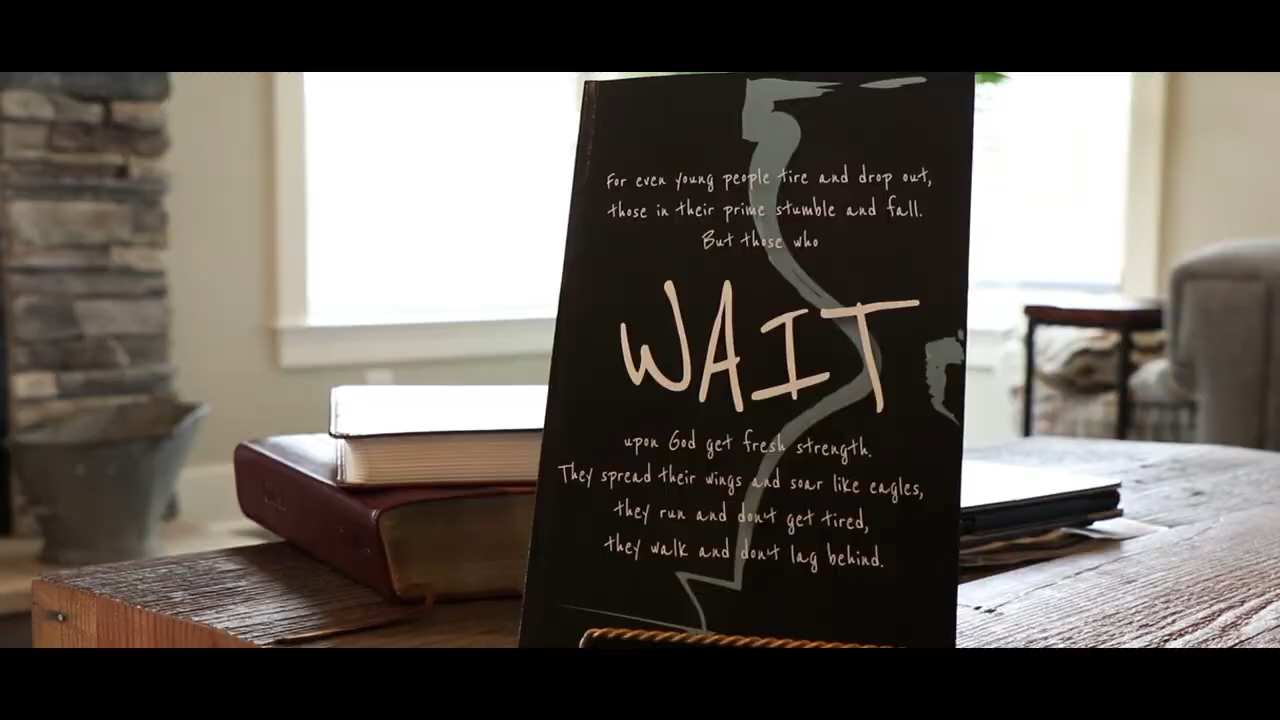 For even young people tire and drop out,
those in their prime stumble and fall.
But those who
WAIT
upon God get fresh strength.
They spread their wings and soar like eagles,
they run and don't get tired,
they walk and don't lag behind.